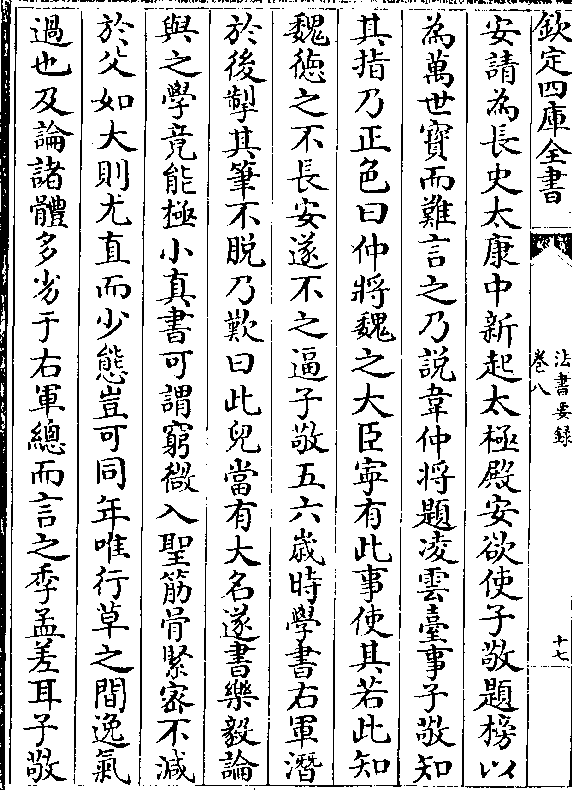 欽定四庫全書
法書要錄
卷八
十七
安請為長史太康中新起太極殿安欲使子敬題榜以
為萬世寳而難言之乃說韋仲將題凌雲臺事子敬知
其指乃正色曰仲將魏之大臣寜有此事使其若此知
魏徳之不長安遂不之逼子敬五六嵗時學書右軍潛
於後掣其筆不脱乃歎曰此兒當有大名遂書樂毅論
與之學竟能極小真書可謂窮微入聖筋骨緊宻不減
於父如大則尤直而少態豈可同年唯行草之間逸氣
過也及論諸體多劣于右軍總而言之季孟差耳子敬